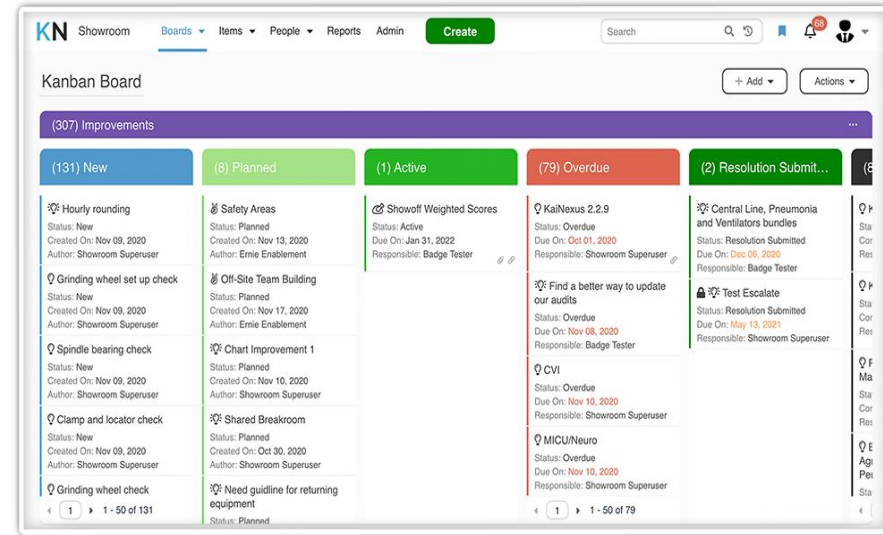 KN Showroom Boards Items People Reports Admin Create Search 68
Kanban Board + Add Actions
(307) Improvements ...
(131) New
Hourly rounding
Status: New
Created On: Nov 09, 2020
Author: Showroom Superuser
Grinding wheel set up check
Status: New
Created On: Nov 09, 2020
Author: Showroom Superuser
Spindle bearing check
Status: New
Created On: Nov 09, 2020
Author: Showroom Superuser
Clamp and locator check
Status: New
Created On: Nov 09, 2020
Author: Showroom Superuser
Grinding wheel check
1 1 - 50 of 131
(8) Planned
Safety Areas
Status: Planned
Created On: Nov 13, 2020
Author: Ernie Enablement
Off-Site Team Building
Status: Planned
Created On: Nov 17, 2020
Author: Ernie Enablement
Chart Improvement 1
Status: Planned
Created On: Nov 10, 2020
Author: Showroom Superuser
Shared Breakroom
Status: Planned
Created On: Oct 30, 2020
Author: Showroom Superuser
Need guidline for returning
equipment
Status: Planned
(1) Active
Showoff Weighted Scores
Status: Active
Due On: Jan 31, 2022
Responsible: Badge Tester
(79) Overdue
KaiNexus 2.2.9
Status: Overdue
Due On: Oct 01, 2020
Responsible: Showroom Superuser
Find a better way to update
our audits
Status: Overdue
Due On: Nov 08, 2020
Responsible: Badge Tester
CVI
Status: Overdue
Due On: Nov 10, 2020
Responsible: Showroom Superuser
MICU/Neuro
Status: Overdue
Due On: Nov 10, 2020
Responsible: Showroom Superuser
1 1 - 50 of 79
(2) Resolution Submit...
Central Line, Pneumonia
and Ventilators bundles
Status: Resolution Submitted
Due On: Dec 06, 2020
Responsible: Badge Tester
Test Escalate
Status: Resolution Submitted
Due On: May 13, 2021
Responsible: Showroom Superuser